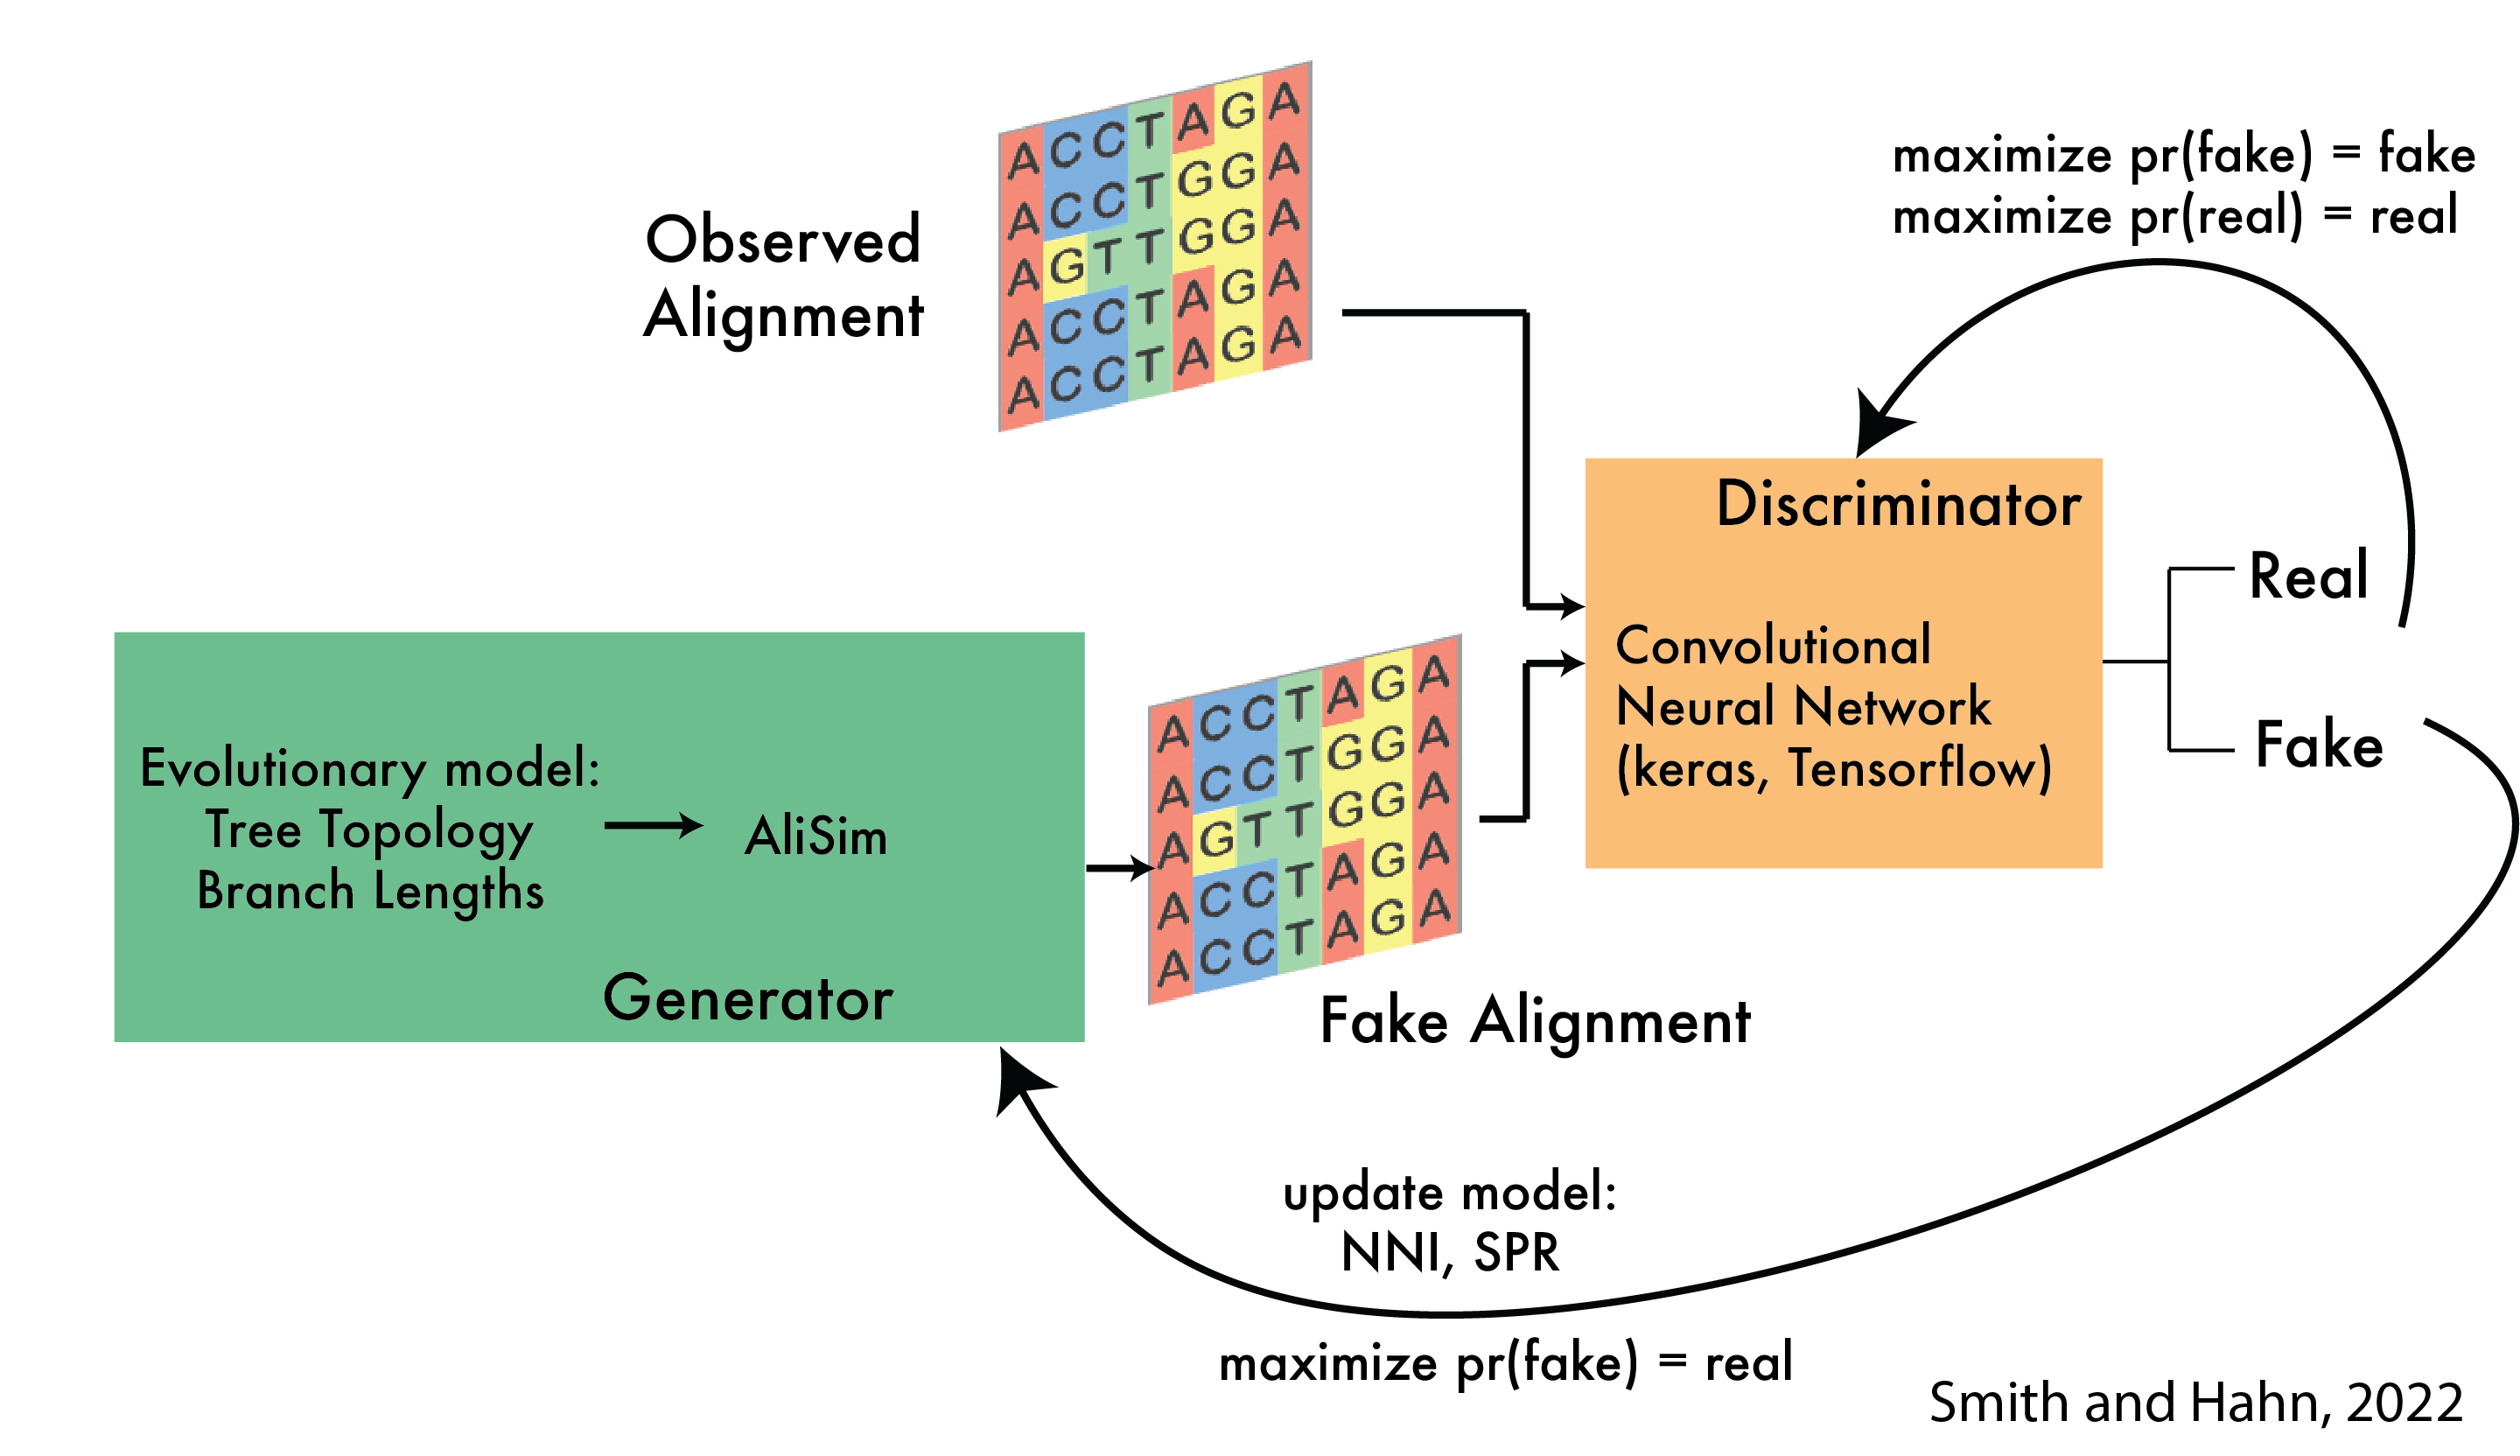 Observed
Alignment
ACCTAGA
ACCTGGA
AGTTGGA
ACCTAGA
ACCTAGA
maximize pr(fake) = fake
maximize pr(real) = real
Discriminator
Convolutional
Neural Network
(keras, Tensorflow)
Real
Fake
Evolutionary model:
Tree Topology
Branch Lengths
AliSim
Generator
ACCTAGA
ACCTGGA
AGTTGGA
ACCTAGA
ACCTAGA
Fake Alignment
update model:
NNI, SPR
maximize pr(fake) = real
Smith and Hahn, 2022